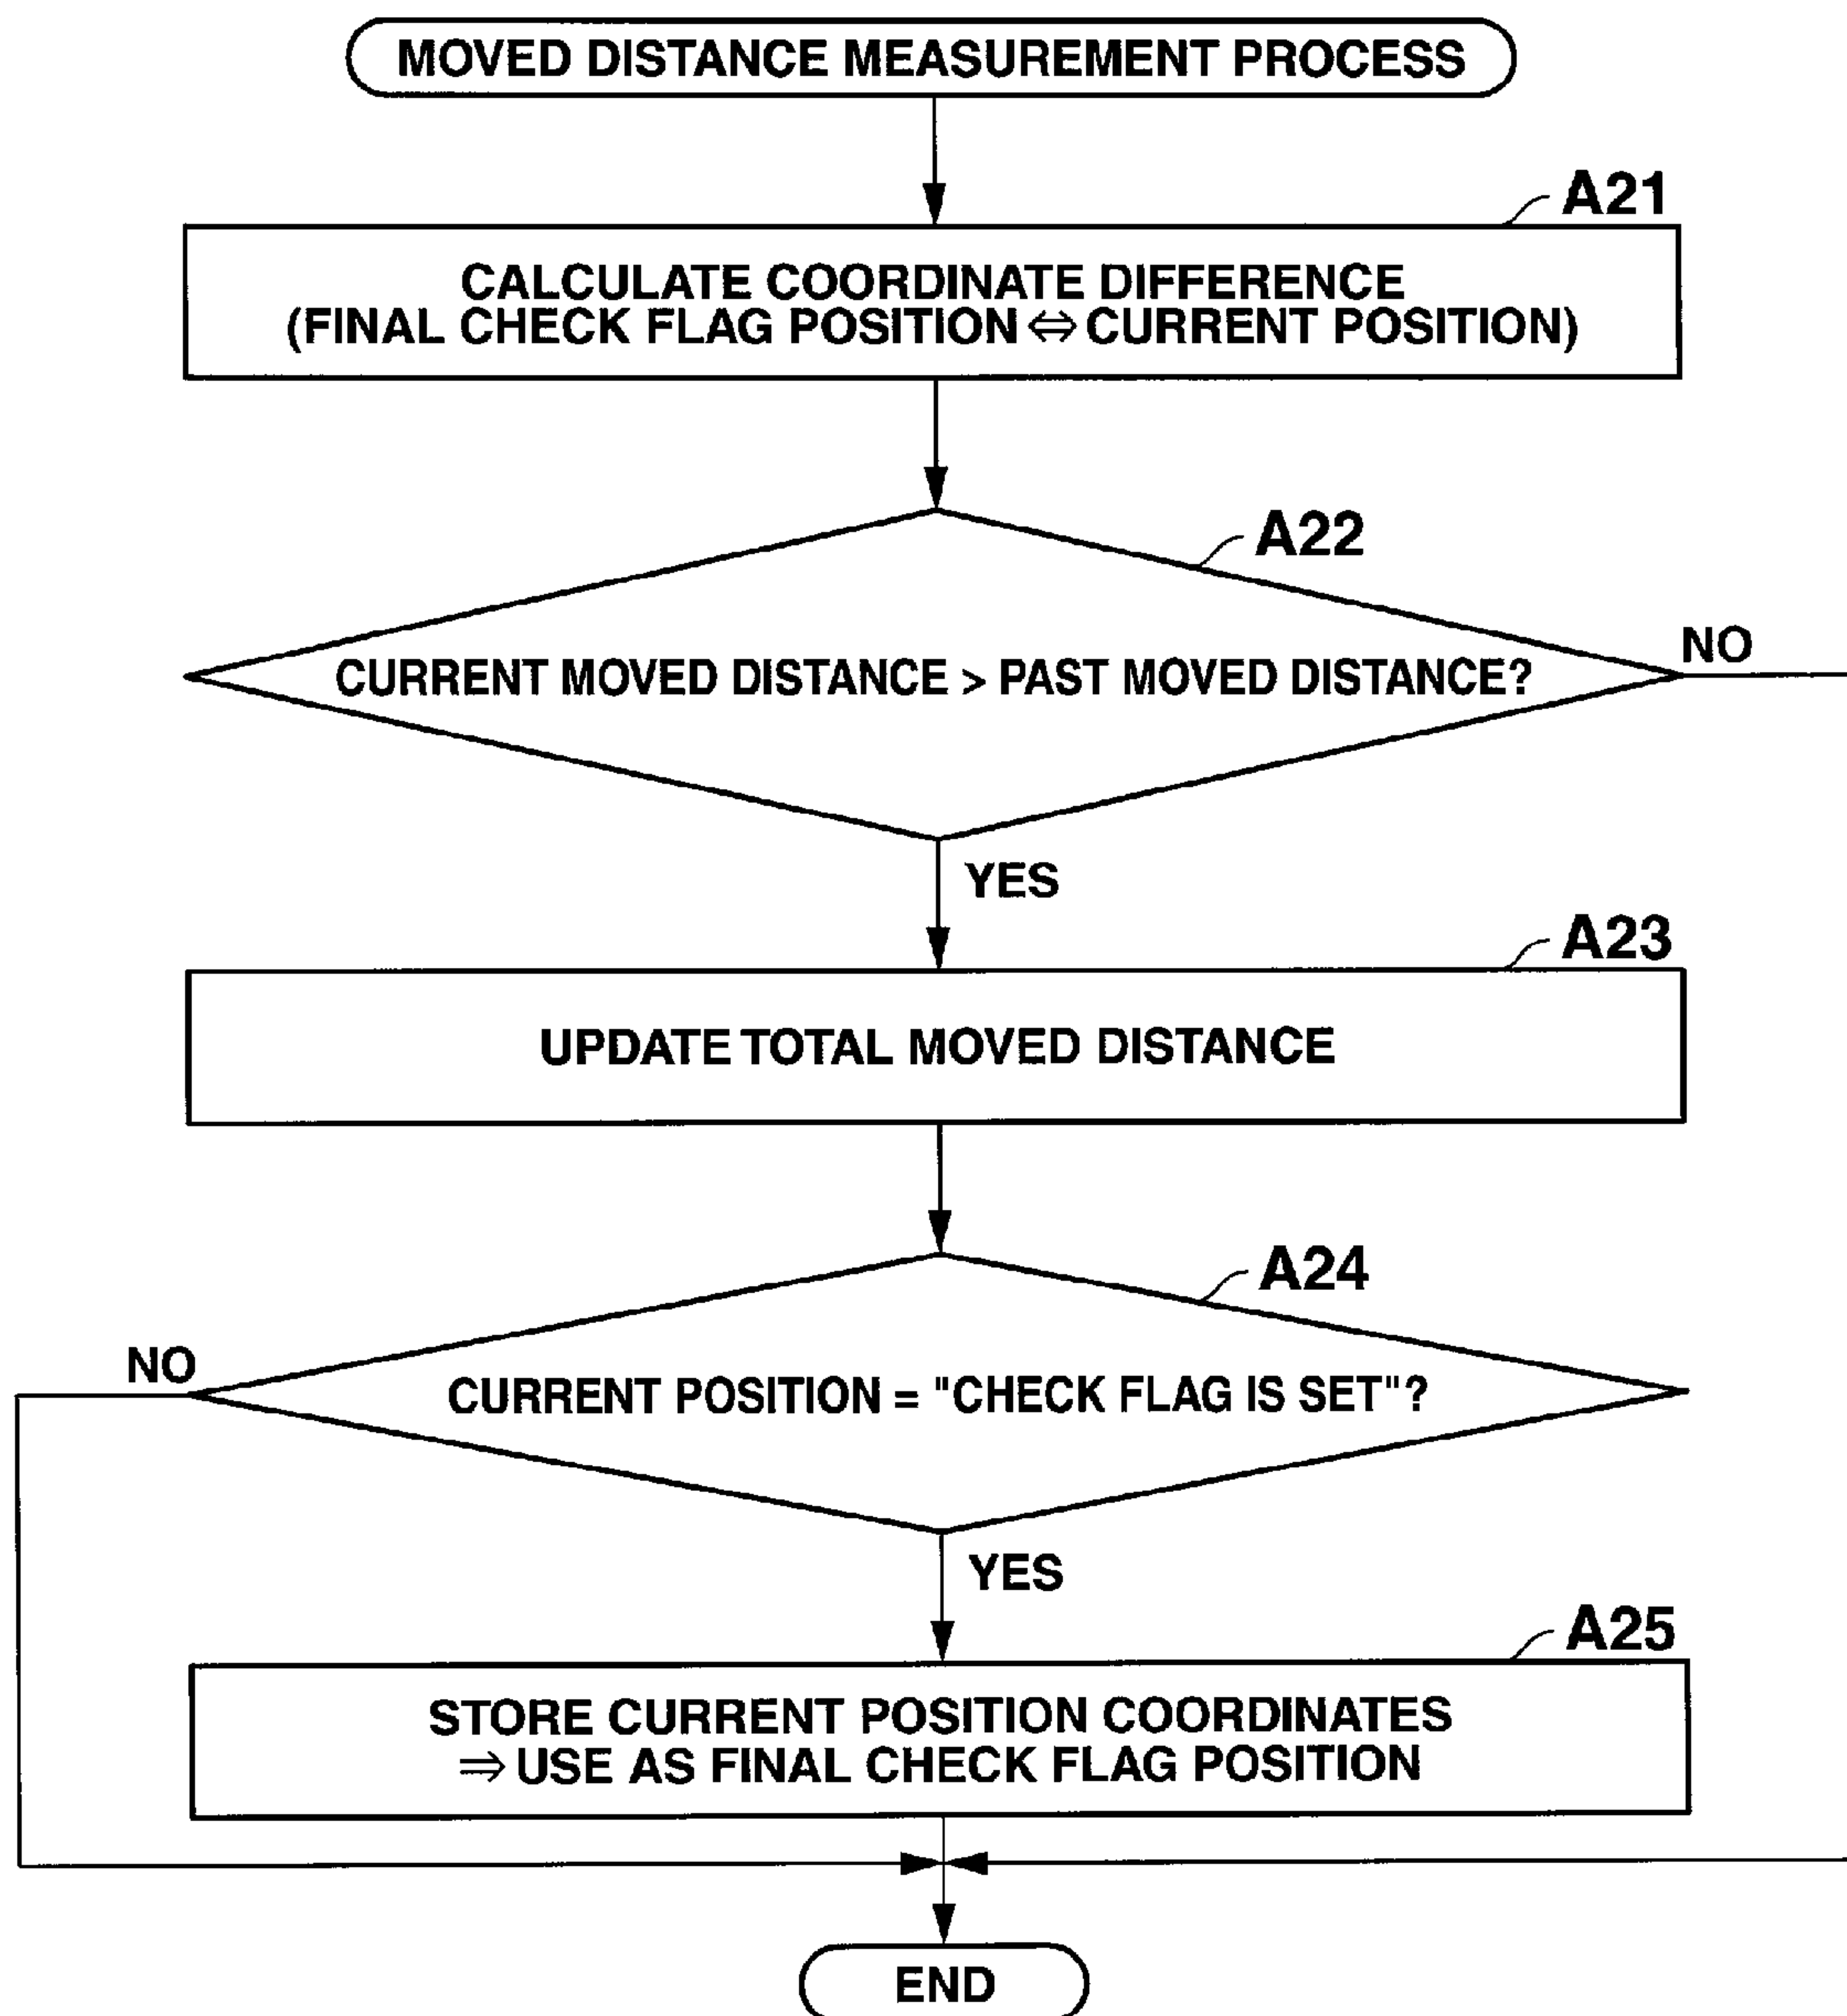 MOVED DISTANCE MEASUREMENT PROCESS
A21
CALCULATE COORDINATE DIFFERENCE
(FINAL CHECK FLAG POSITION ⇔ CURRENT POSITION)
A22
CURRENT MOVED DISTANCE > PAST MOVED DISTANCE?
NO
YES
A23
UPDATE TOTAL MOVED DISTANCE
A24
NO
CURRENT POSITION = "CHECK FLAG IS SET"?
YES
A25
STORE CURRENT POSITION COORDINATES
⇒ USE AS FINAL CHECK FLAG POSITION
END